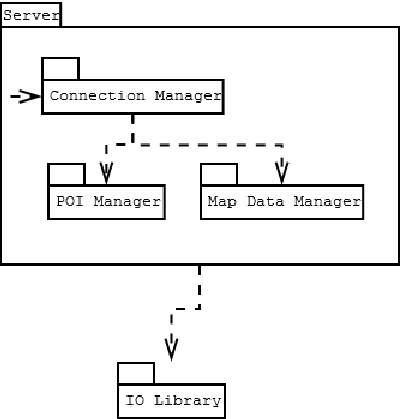 Server
Connection Manager
POI Manager
Map Data Manager
IO Library